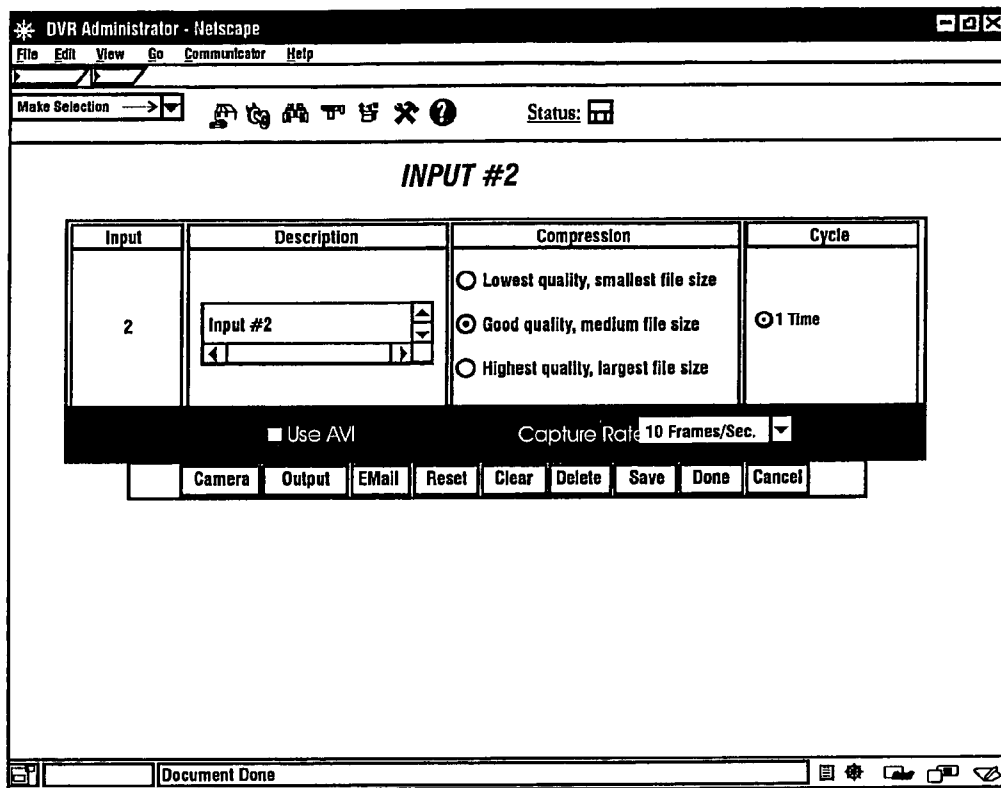 DVR Administrator - Netscape
File Edit View Go Communicator Help
Make Selection
Status:
INPUT #2
Input Description Compression Cycle
Lowest quality, smallest file size
2 Input #2 Good quality, medium file size 1 Time
Highest quality, largest file size
Use AVI Capture Rate 10 Frames/Sec.
Camera Output EMail Reset Clear Delete Save Done Cancel
Document Done